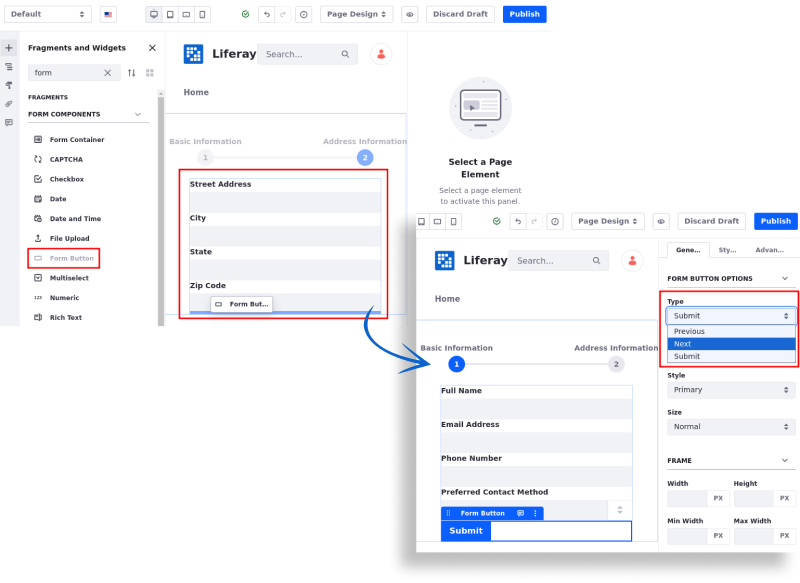 Default
Page Design
Discard Draft
Publish
Fragments and Widgets
form
FRAGMENTS
FORM COMPONENTS
Form Container
CAPTCHA
Checkbox
Date
Date and Time
File Upload
Form Button
Multiselect
123
Numeric
Rich Text
Liferay
Search...
Home
Basic Information
Address Information
1
2
Street Address
City
State
Zip Code
Form But...
Select a Page
Element
Select a page element
to activate this panel.
Page Design
Discard Draft
Publish
Liferay
Search...
Home
Basic Information
Address Information
1
2
Full Name
Email Address
Phone Number
Preferred Contact Method
Form Button
Submit
Gene...
Sty...
Advan...
FORM BUTTON OPTIONS
Type
Submit
Previous
Next
Submit
Style
Primary
Size
Normal
FRAME
Width
Height
PX
PX
Min Width
Max Width
PX
PX